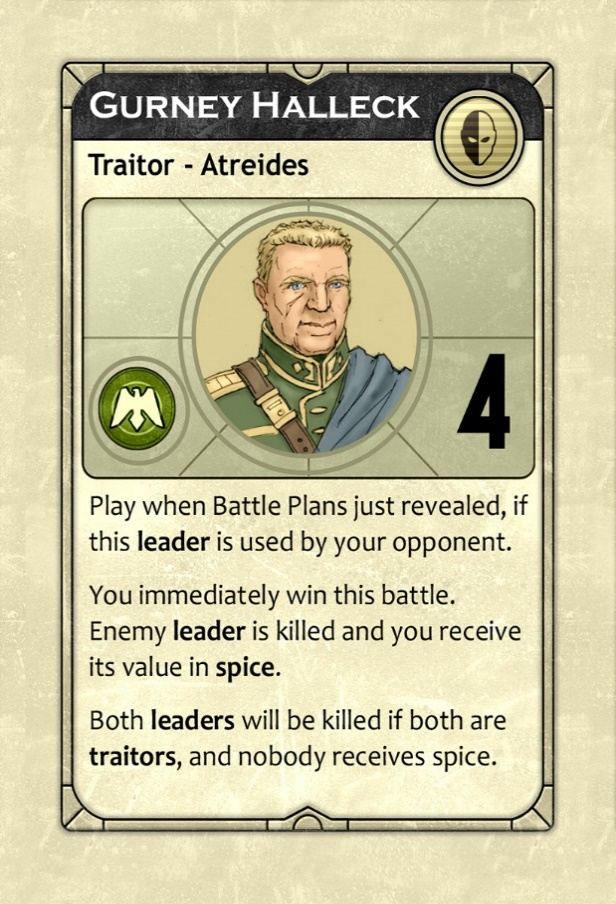 Gurney Halleck
Traitor - Atreides
4
Play when Battle Plans just revealed, if
this leader is used by your opponent.
You immediately win this battle.
Enemy leader is killed and you receive
its value in spice.
Both leaders will be killed if both are
traitors, and nobody receives spice.